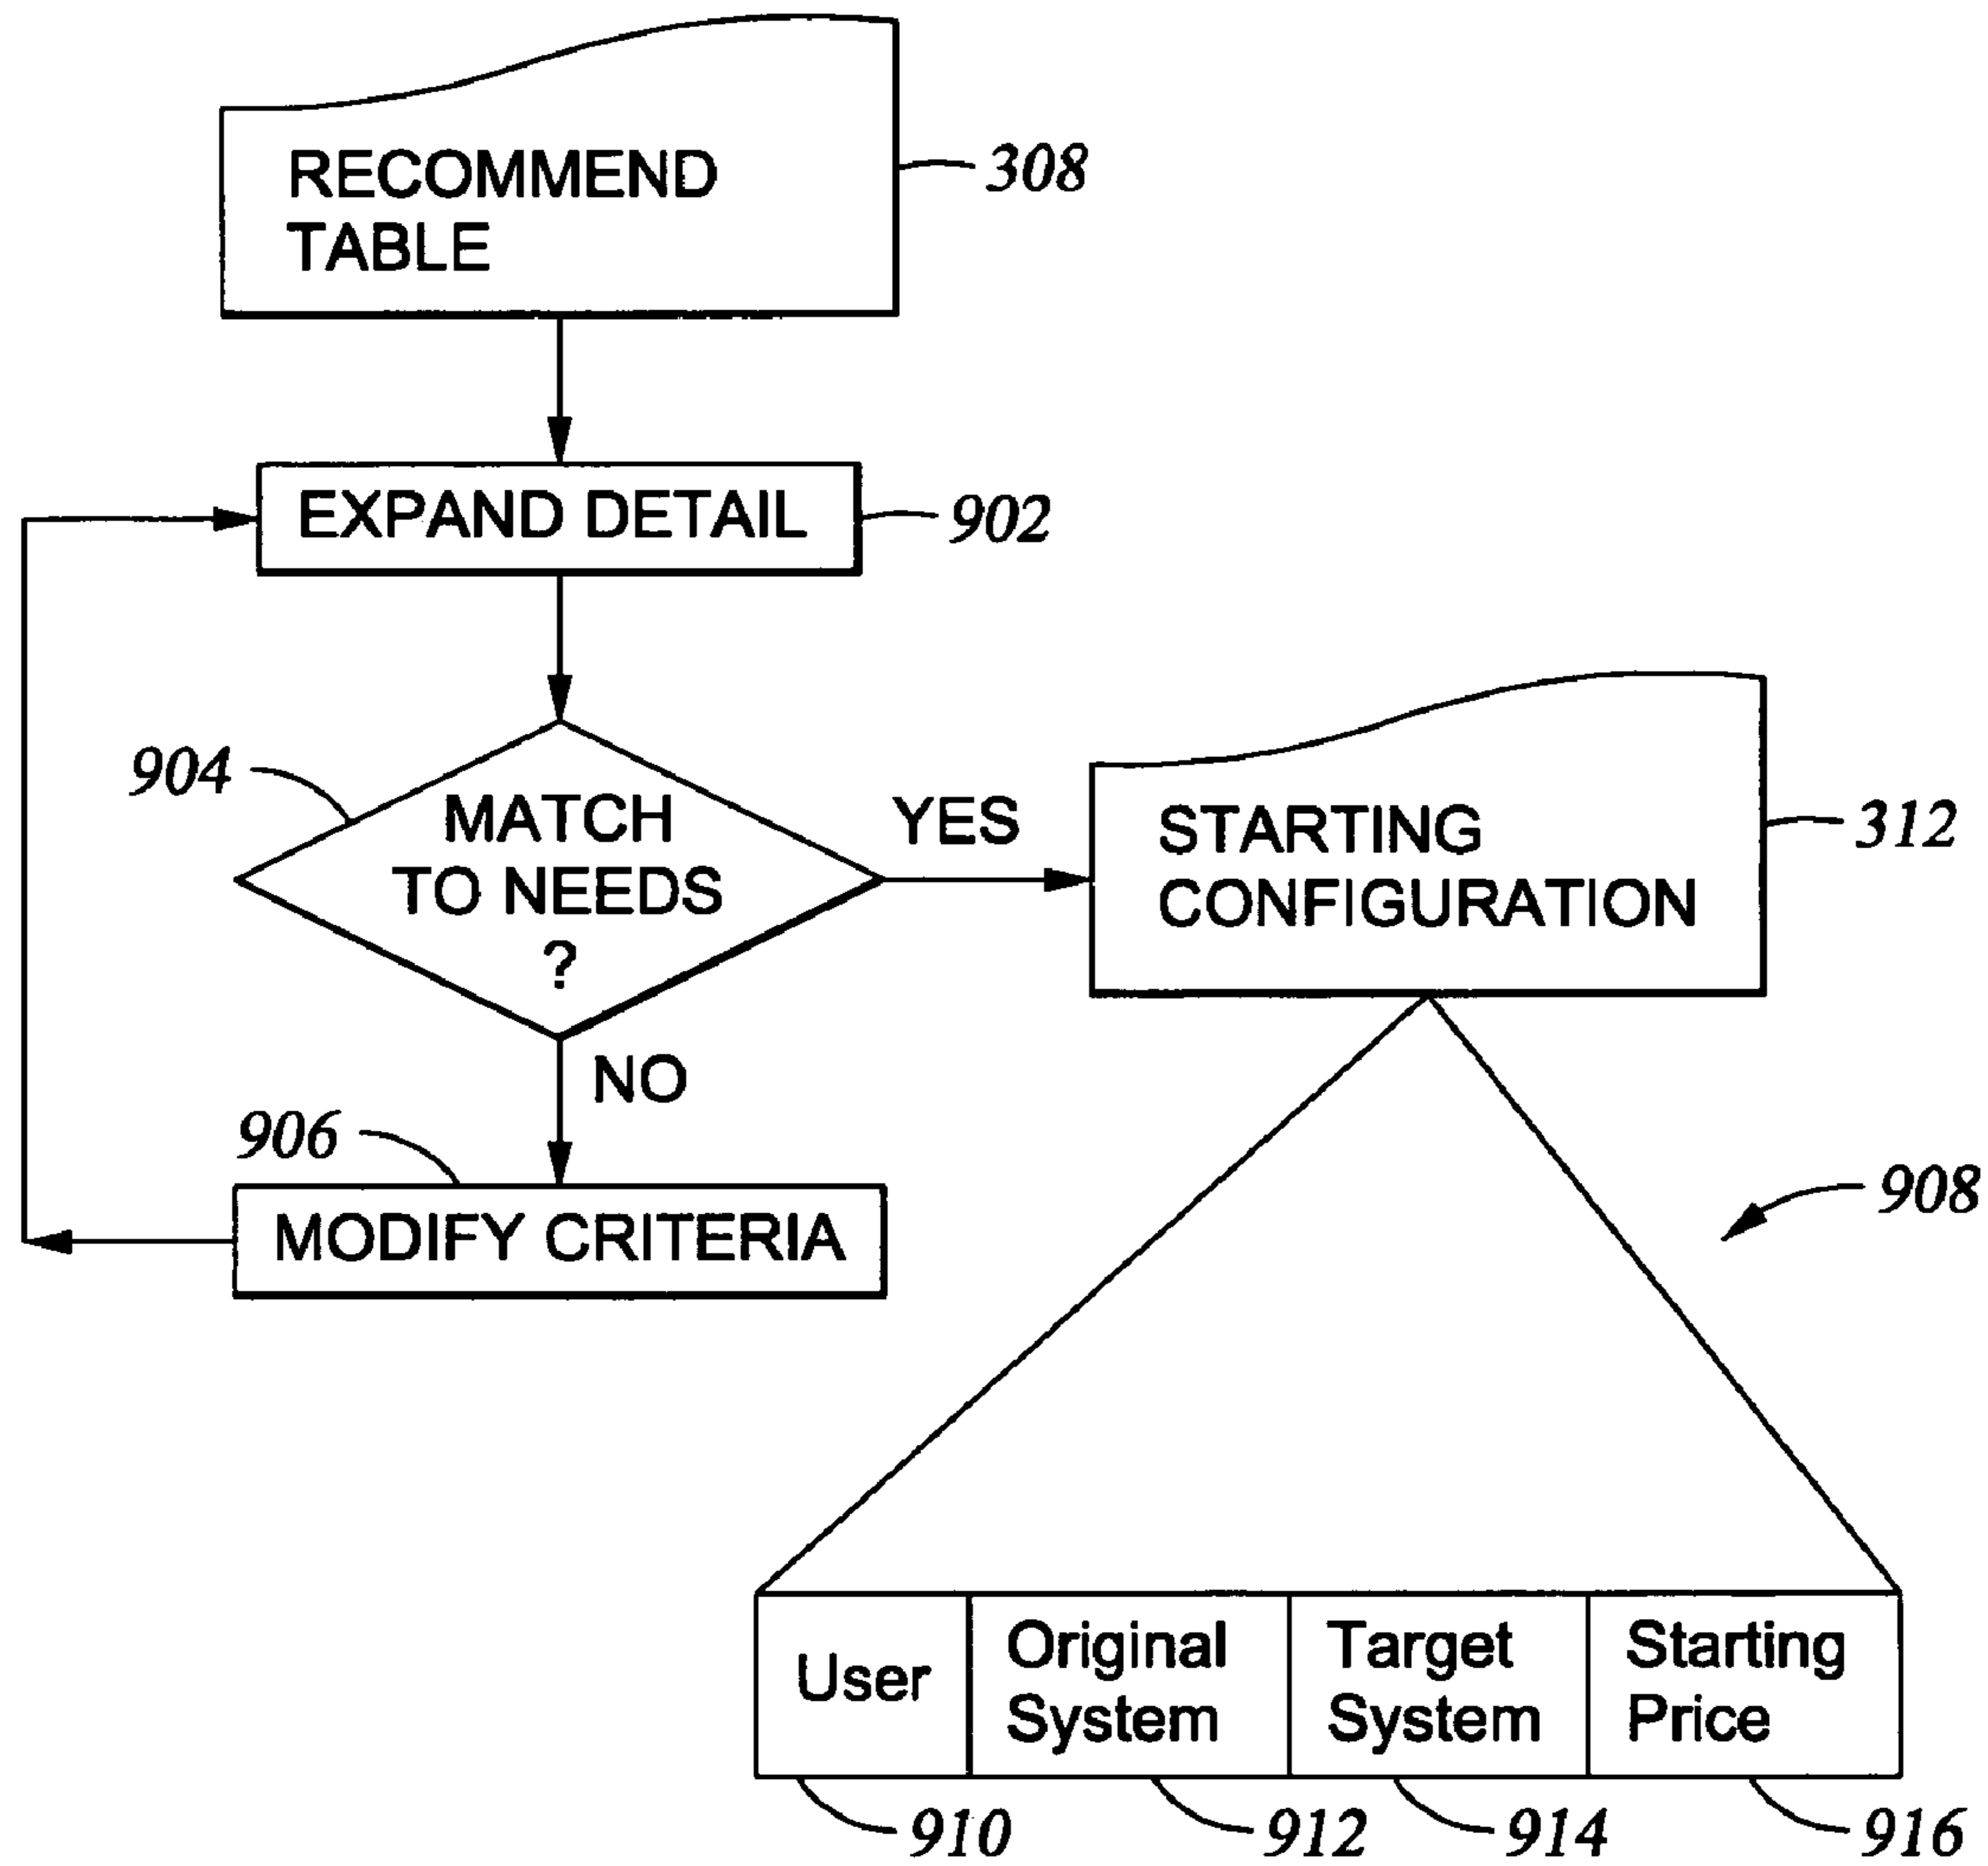 RECOMMEND
TABLE
308
EXPAND DETAIL
902
904
MATCH
TO NEEDS
?
YES
STARTING
CONFIGURATION
312
NO
906
MODIFY CRITERIA
908
User
Original
System
Target
System
Starting
Price
910
912
914
916